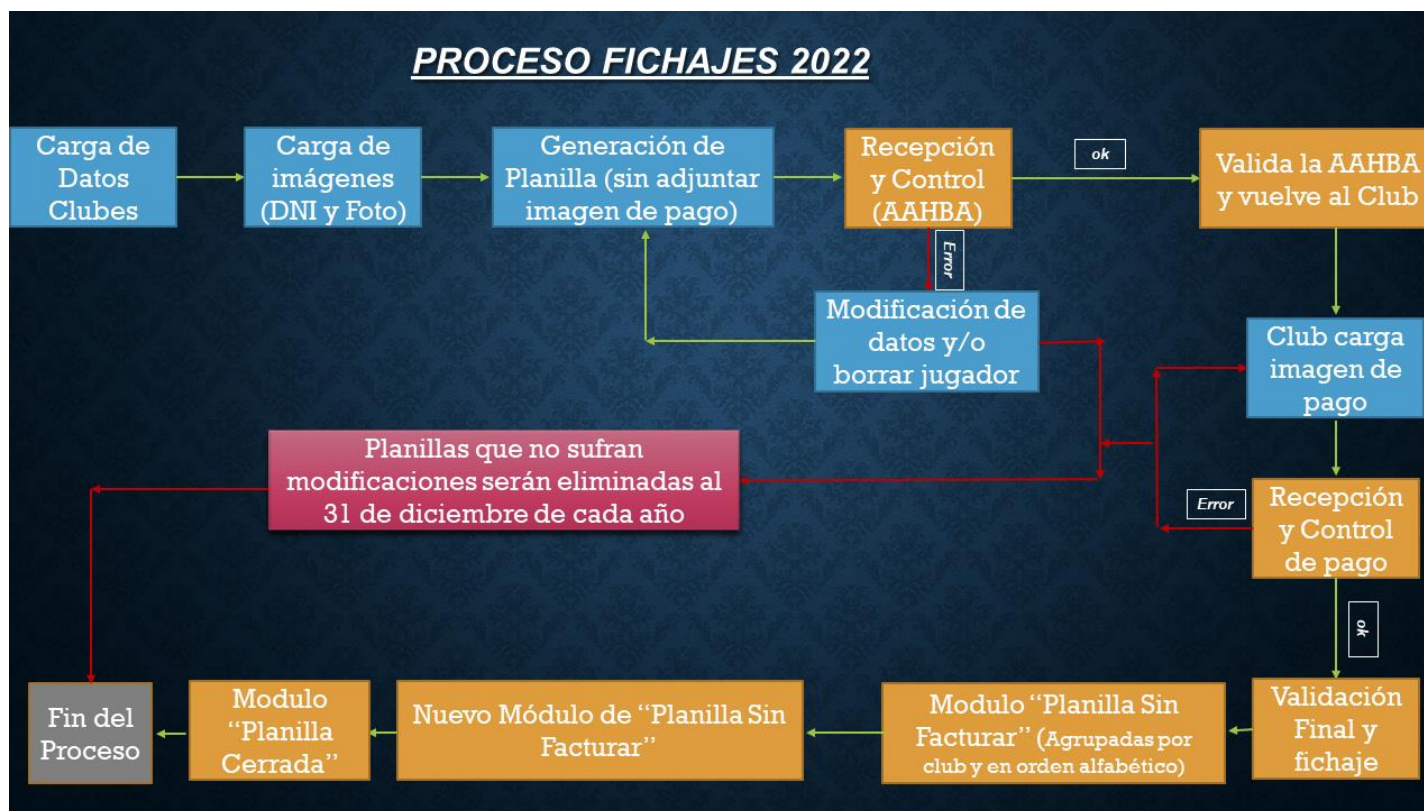 PROCESO FICHAJES 2022
Carga de
Datos
Clubes
Carga de
imágenes
(DNI y Foto)
Generación de
Planilla (sin adjuntar
imagen de pago)
Recepción
y Control
(AAHBA)
ok
Valida la AAHBA
y vuelve al Club
Error
Modificación de
datos y/o
borrar jugador
Club carga
imagen de
pago
Planillas que no sufran
modificaciones serán eliminadas al
31 de diciembre de cada año
Error
Recepción
y Control
de pago
ok
Fin del
Proceso
Modulo
“Planilla
Cerrada”
Nuevo Módulo de “Planilla Sin
Facturar”
Modulo “Planilla Sin
Facturar” (Agrupadas por
club y en orden alfabético)
Validación
Final y
fichaje